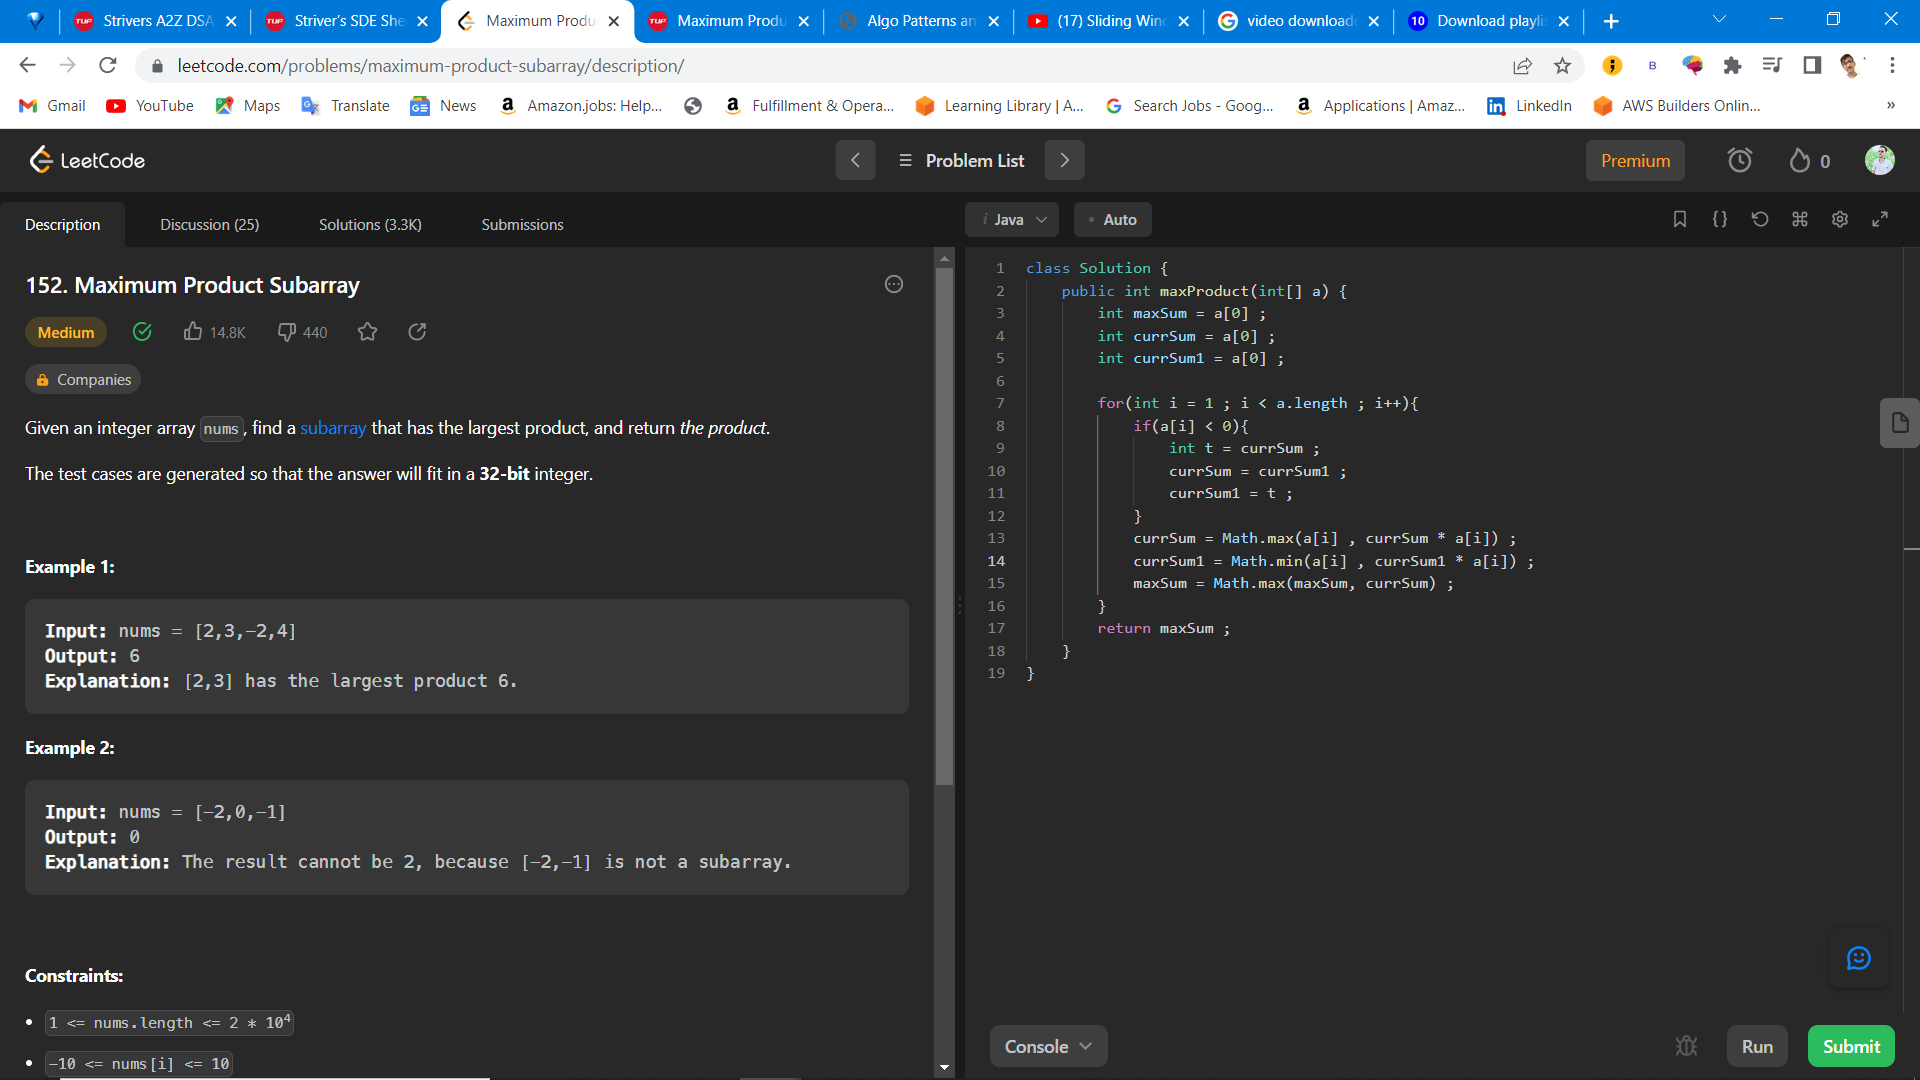 Strivers A2Z DSA
Striver's SDE She
Maximum Produ
Maximum Produ
Algo Patterns an
(17) Sliding Win
video download
Download playli
leetcode.com/problems/maximum-product-subarray/description/
Gmail YouTube Maps Translate News Amazon.jobs: Help... Fulfillment & Opera... Learning Library | A... Search Jobs - Goog... Applications | Amaz... LinkedIn AWS Builders Onlin... »
LeetCode
Problem List
Premium
0
Description Discussion (25) Solutions (3.3K) Submissions
152. Maximum Product Subarray
Medium 14.8K 440
Companies
Given an integer array nums, find a subarray that has the largest product, and return the product.
The test cases are generated so that the answer will fit in a 32-bit integer.
Example 1:
Input: nums = [2,3,-2,4]
Output: 6
Explanation: [2,3] has the largest product 6.
Example 2:
Input: nums = [-2,0,-1]
Output: 0
Explanation: The result cannot be 2, because [-2,-1] is not a subarray.
Constraints:
• 1 <= nums.length <= 2 * 10⁴
• -10 <= nums[i] <= 10
i Java • Auto
1 class Solution {
2 public int maxProduct(int[] a) {
3 int maxSum = a[0] ;
4 int currSum = a[0] ;
5 int currSum1 = a[0] ;
6
7 for(int i = 1 ; i < a.length ; i++){
8 if(a[i] < 0){
9 int t = currSum ;
10 currSum = currSum1 ;
11 currSum1 = t ;
12 }
13 currSum = Math.max(a[i] , currSum * a[i]) ;
14 currSum1 = Math.min(a[i] , currSum1 * a[i]) ;
15 maxSum = Math.max(maxSum, currSum) ;
16 }
17 return maxSum ;
18 }
19 }
Console
Run
Submit